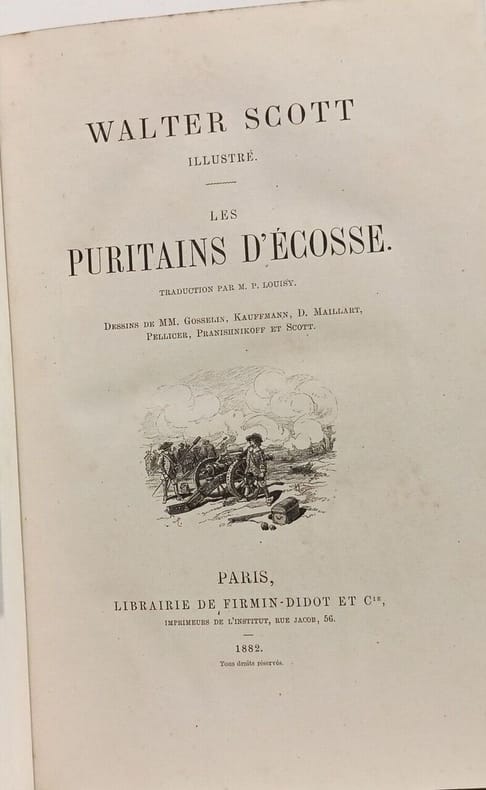 WALTER SCOTT
ILLUSTRÉ.
LES
PURITAINS D'ÉCOSSE.
TRADUCTION PAR M. P. LOUISY.
DESSINS DE MM. GOSSELIN, KAUFFMANN, D. MAILLART,
PELLICER, PRANISHNIKOFF ET SCOTT.
PARIS,
LIBRAIRIE DE FIRMIN-DIDOT ET Cie,
IMPRIMEURS DE L'INSTITUT, RUE JACOB, 56.
1882.
Tous droits réservés.